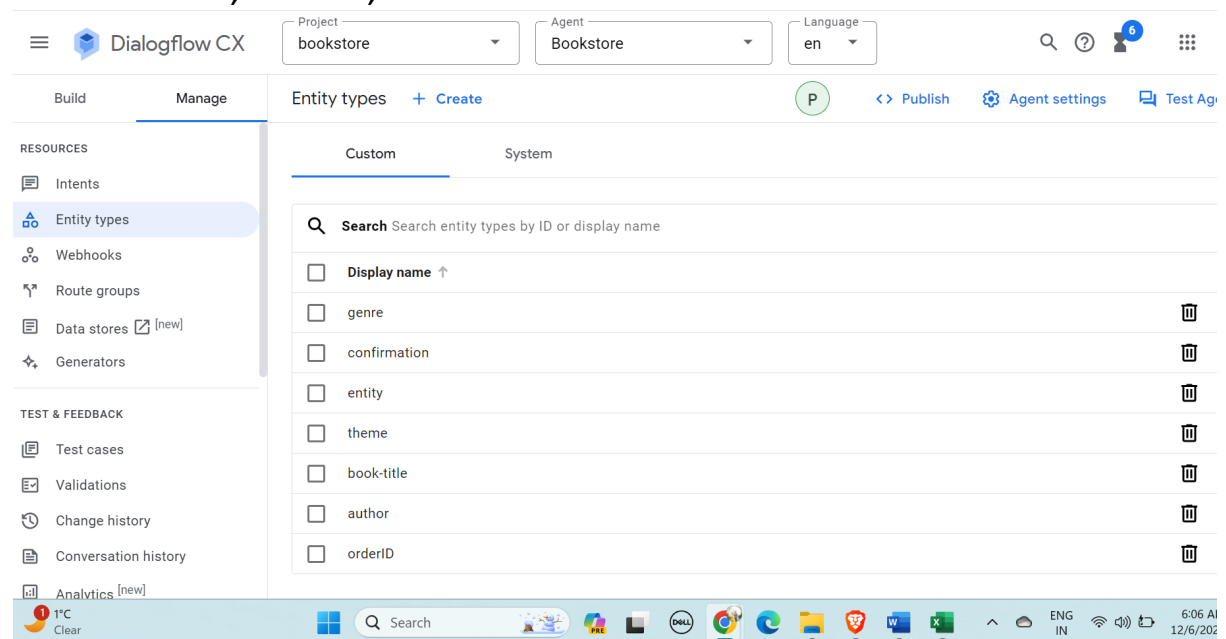 Project
Agent
Language
Dialogflow CX
bookstore
Bookstore
en
6
Build
Manage
Entity types
+ Create
P
<> Publish
Agent settings
Test Age
RESOURCES
Intents
Entity types
Webhooks
Route groups
Data stores [new]
Generators
TEST & FEEDBACK
Test cases
Validations
Change history
Conversation history
Analytics [new]
Custom
System
Search Search entity types by ID or display name
Display name ↑
genre
confirmation
entity
theme
book-title
author
orderID
1
1°C
Clear
Search
PRE
DELL
W
X
ENG
IN
6:06 A
12/6/202